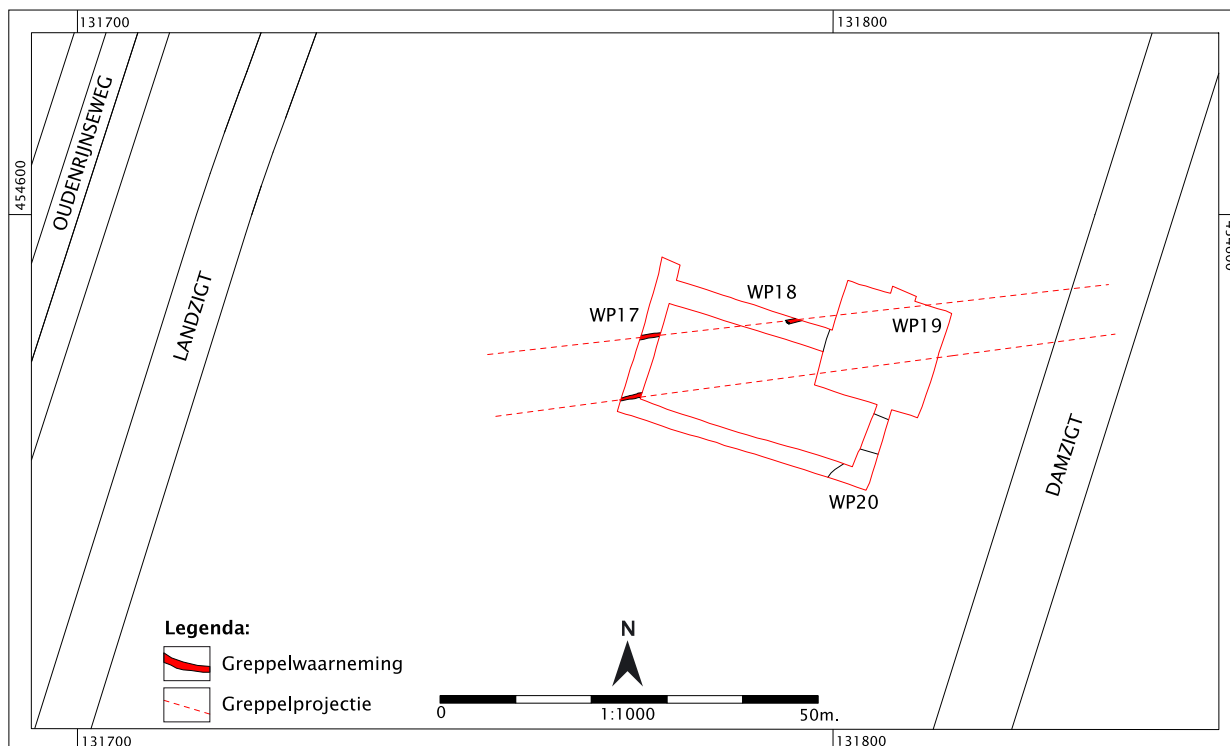 131700
131800
454600
454600
OUDENRIJNSEWEG
LANDZIGT
WP17
WP18
WP19
DAMZIGT
WP20
Legenda:
Greppelwaarneming
Greppelprojectie
N
0
1:1000
50m.
131700
131800